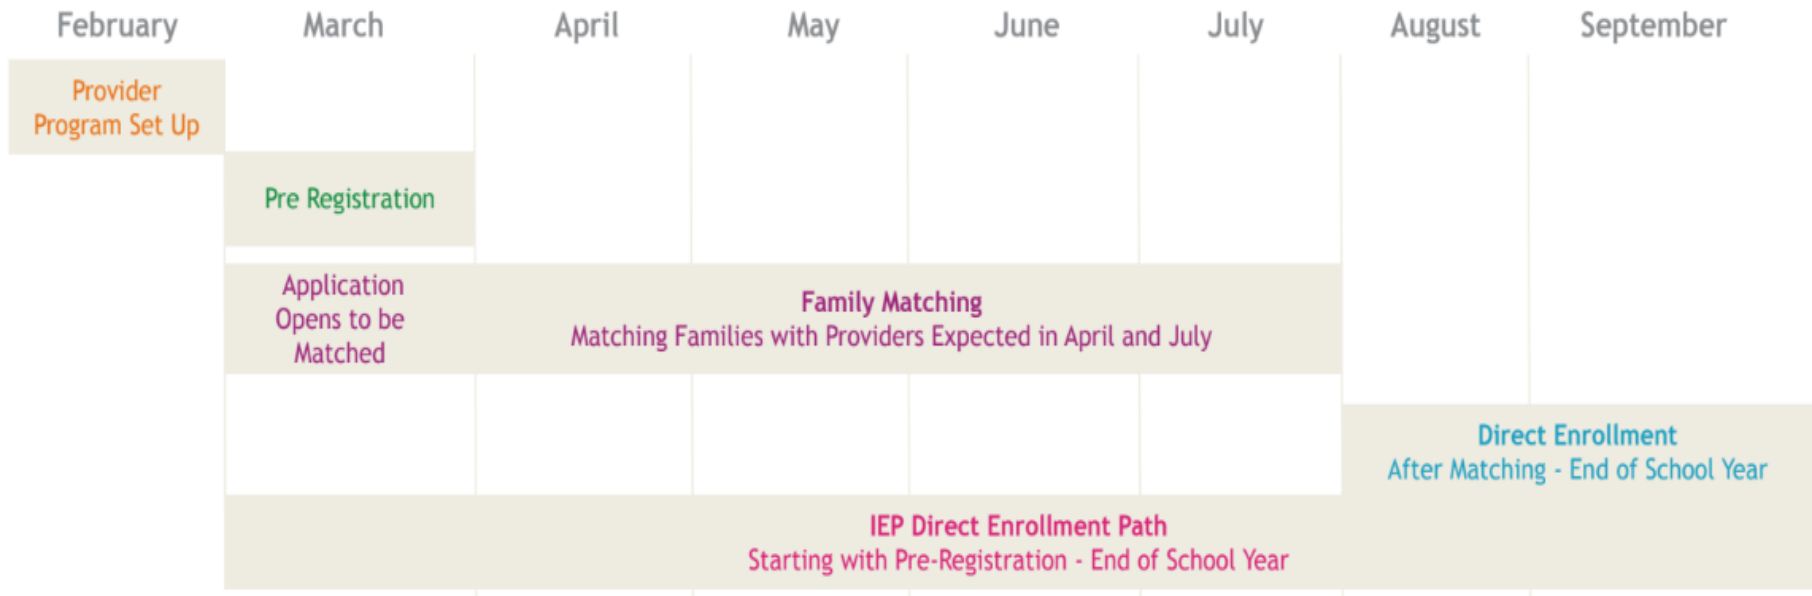 February March April May June July August September
Provider
Program Set Up
Pre Registration
Application
Opens to be
Matched
Family Matching
Matching Families with Providers Expected in April and July
Direct Enrollment
After Matching - End of School Year
IEP Direct Enrollment Path
Starting with Pre-Registration - End of School Year